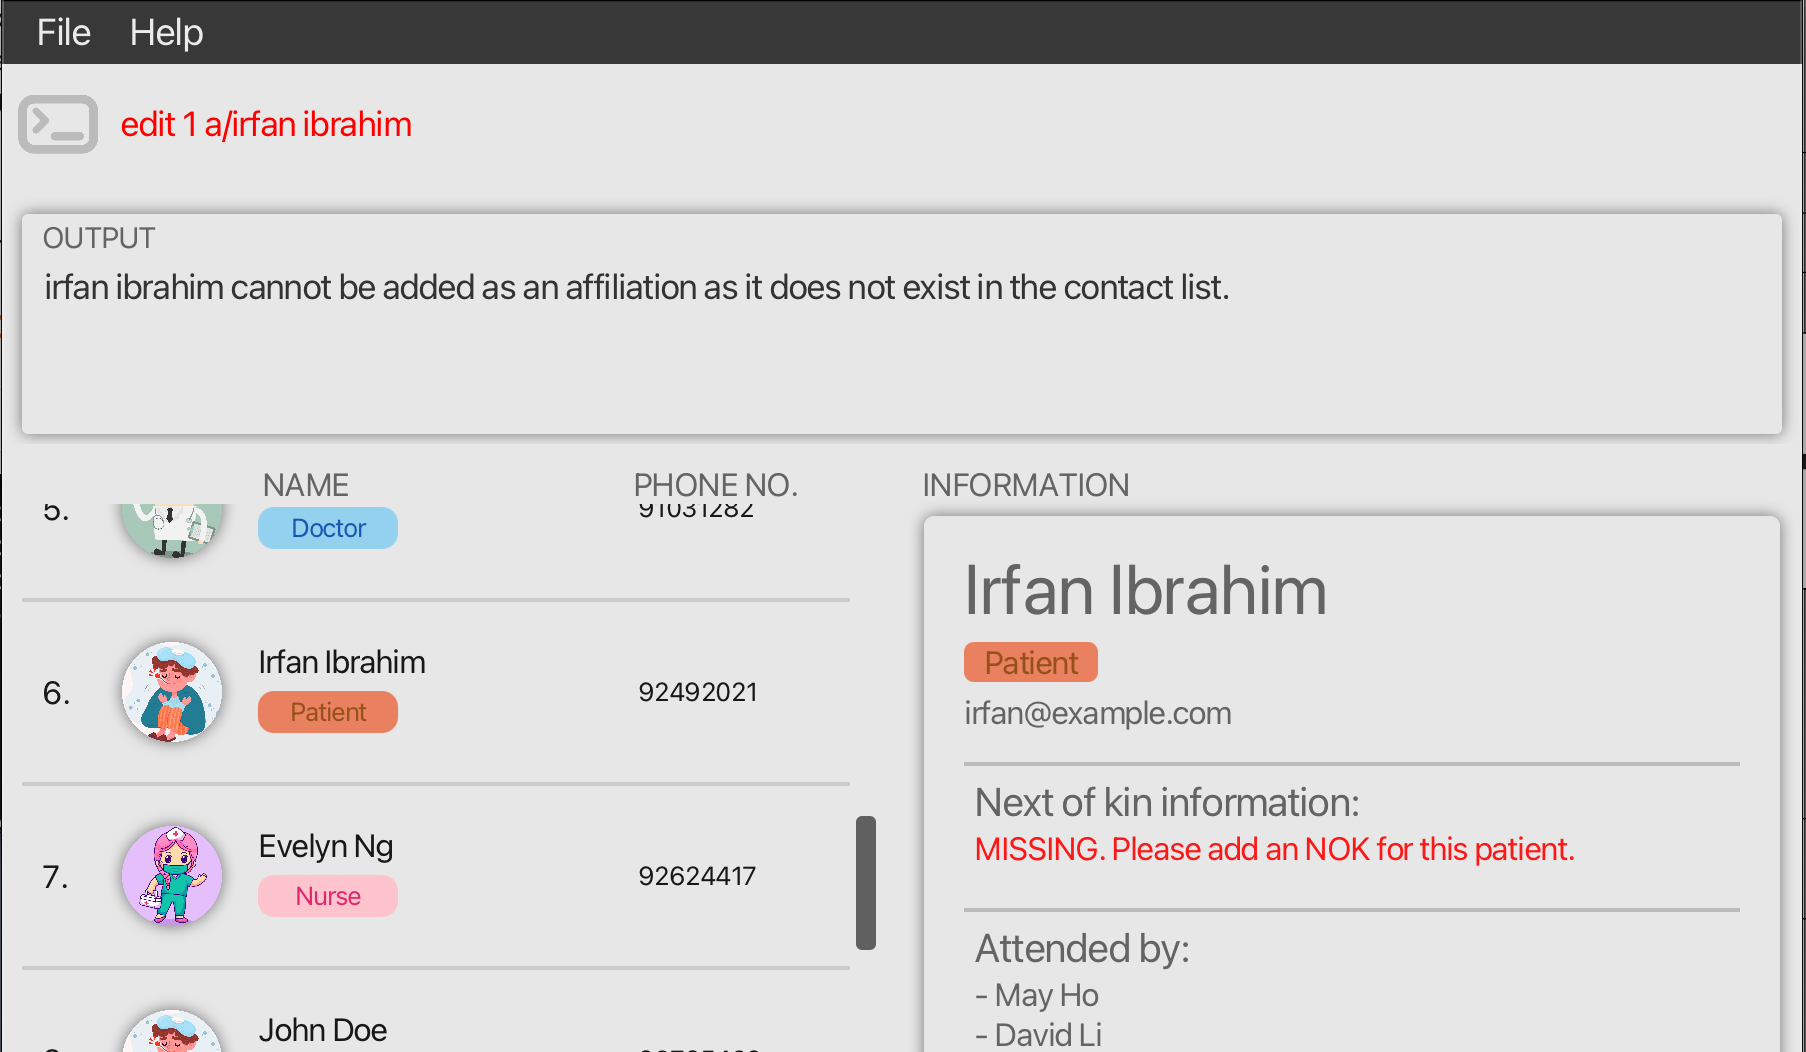 File Help
edit 1 a/irfan ibrahim
OUTPUT
irfan ibrahim cannot be added as an affiliation as it does not exist in the contact list.
NAME PHONE NO. INFORMATION
5. Doctor 91031282
Irfan Ibrahim
Patient
irfan@example.com
Next of kin information:
MISSING. Please add an NOK for this patient.
Attended by:
- May Ho
- David Li
6. Irfan Ibrahim
Patient
92492021
7. Evelyn Ng
Nurse
92624417
John Doe